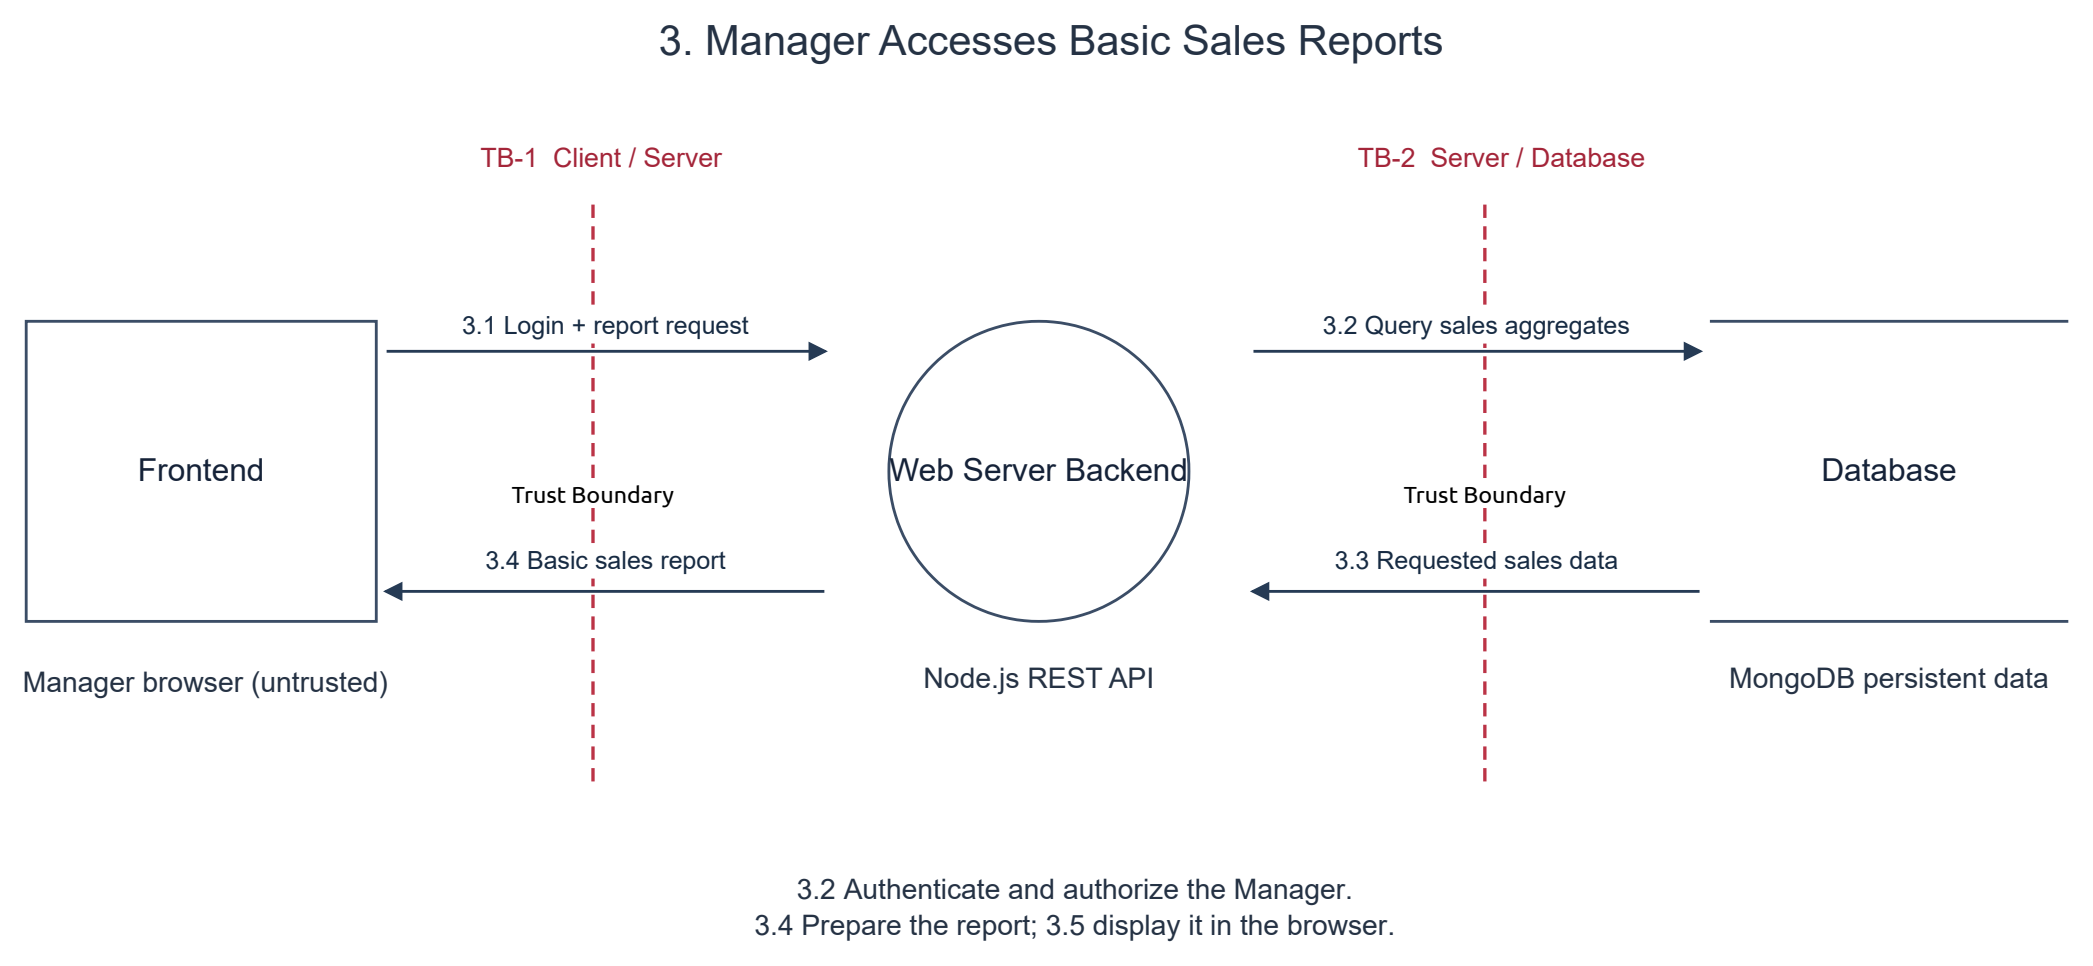 3. Manager Accesses Basic Sales Reports
TB-1  Client / Server
TB-2  Server / Database
3.1 Login + report request
3.2 Query sales aggregates
Frontend
Web Server Backend
Database
Trust Boundary
Trust Boundary
3.4 Basic sales report
3.3 Requested sales data
Manager browser (untrusted)
Node.js REST API
MongoDB persistent data
3.2 Authenticate and authorize the Manager.
3.4 Prepare the report; 3.5 display it in the browser.